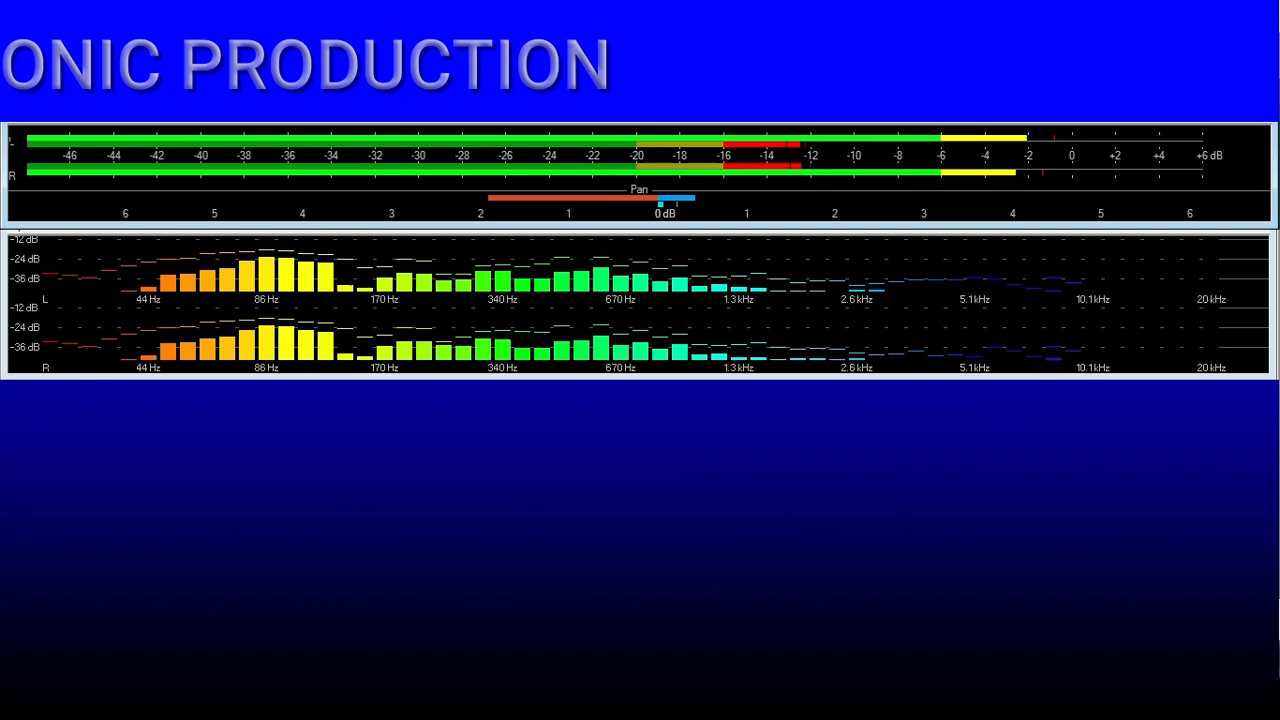 ONIC PRODUCTION
L
-46 -44 -42 -40 -38 -36 -34 -32 -30 -28 -26 -24 -22 -20 -18 -16 -14 -12 -10 -8 -6 -4 -2 0 +2 +4 +6 dB
R
Pan
6 5 4 3 2 1 0 dB 1 2 3 4 5 6
-12 dB
-24 dB
-36 dB
L 44 Hz 86 Hz 170 Hz 340 Hz 670 Hz 1.3 kHz 2.6 kHz 5.1 kHz 10.1 kHz 20 kHz
-12 dB
-24 dB
-36 dB
R 44 Hz 86 Hz 170 Hz 340 Hz 670 Hz 1.3 kHz 2.6 kHz 5.1 kHz 10.1 kHz 20 kHz